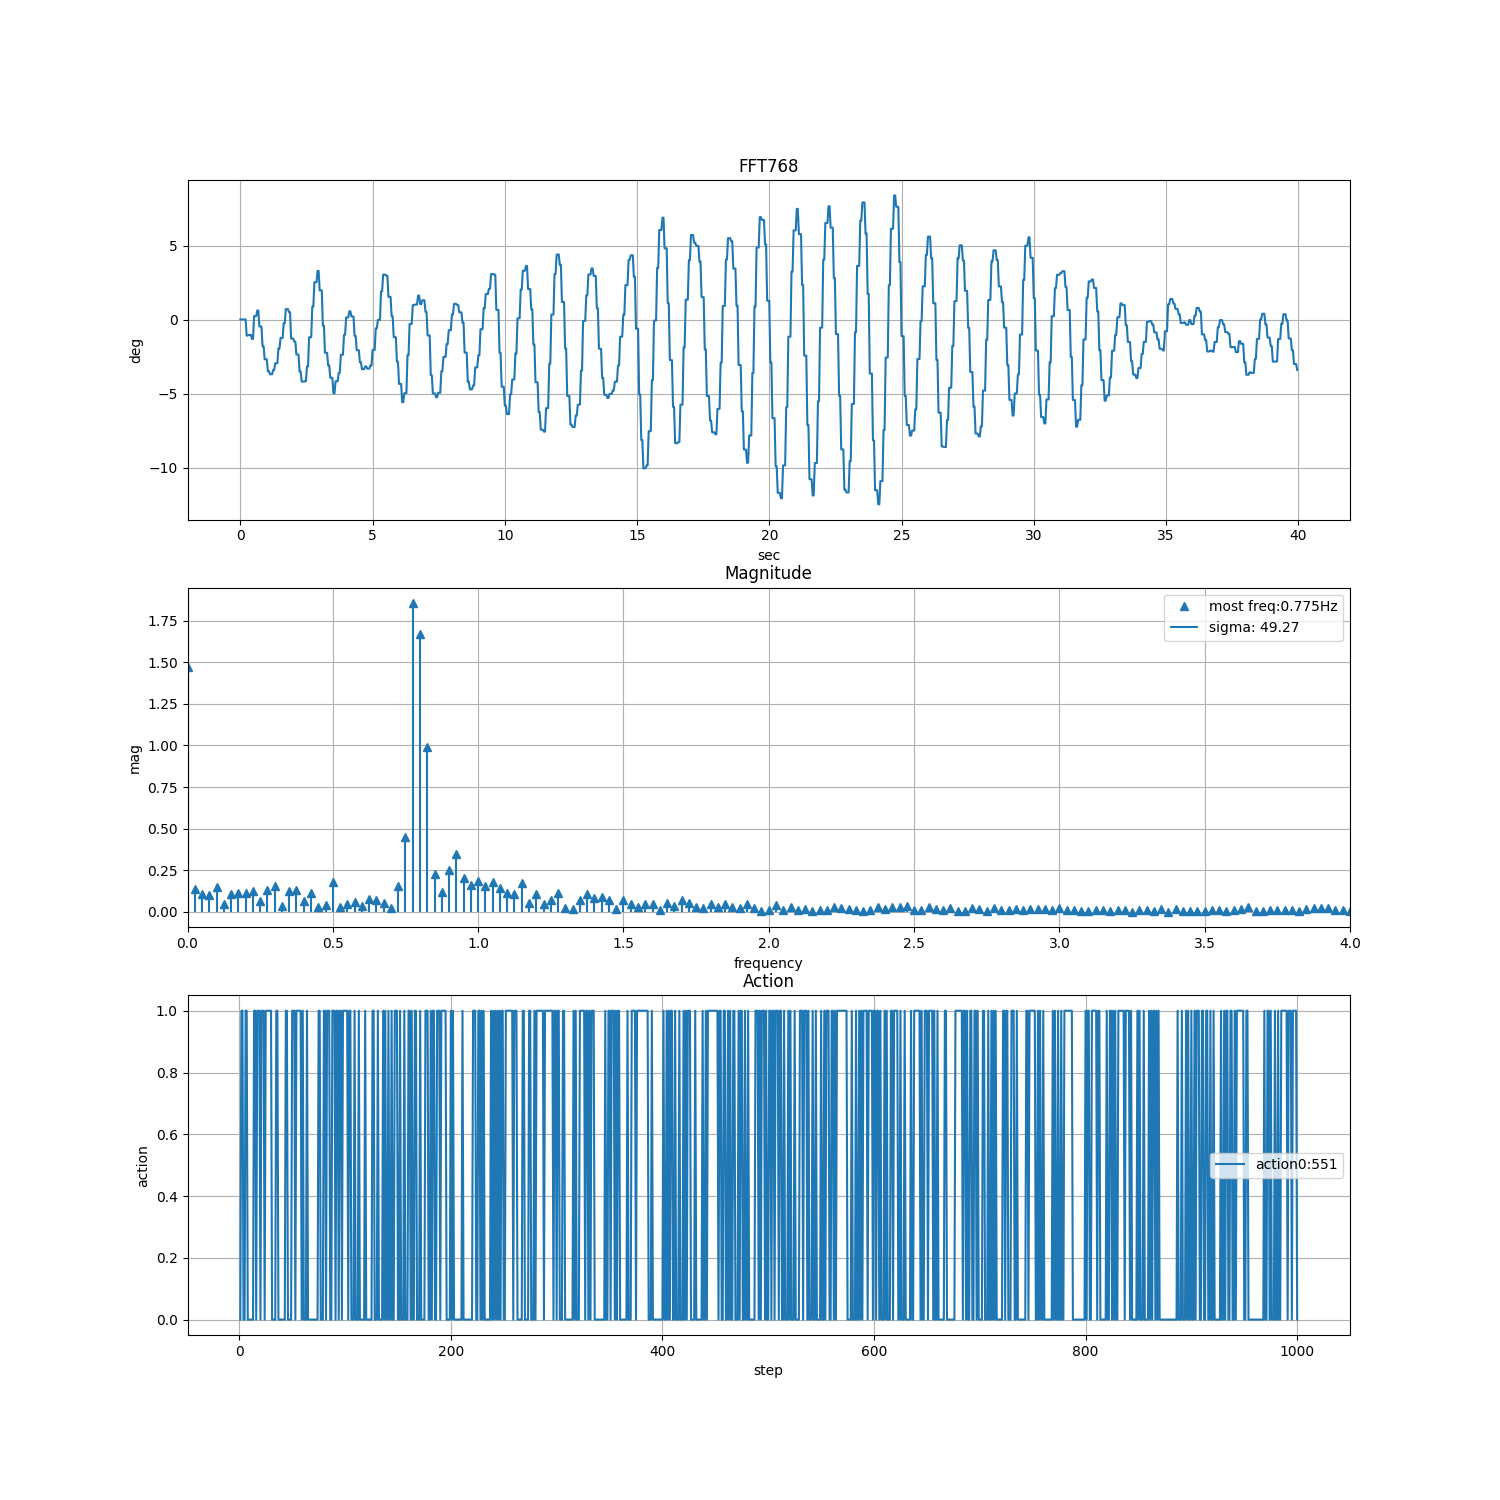 FFT768
5
0
−5
−10
deg
0 5 10 15 20 25 30 35 40
sec
Magnitude
most freq:0.775Hz
sigma: 49.27
1.75
1.50
1.25
1.00
0.75
0.50
0.25
0.00
mag
0.0 0.5 1.0 1.5 2.0 2.5 3.0 3.5 4.0
frequency
Action
1.0
0.8
0.6
0.4
0.2
0.0
action
action0:551
0 200 400 600 800 1000
step